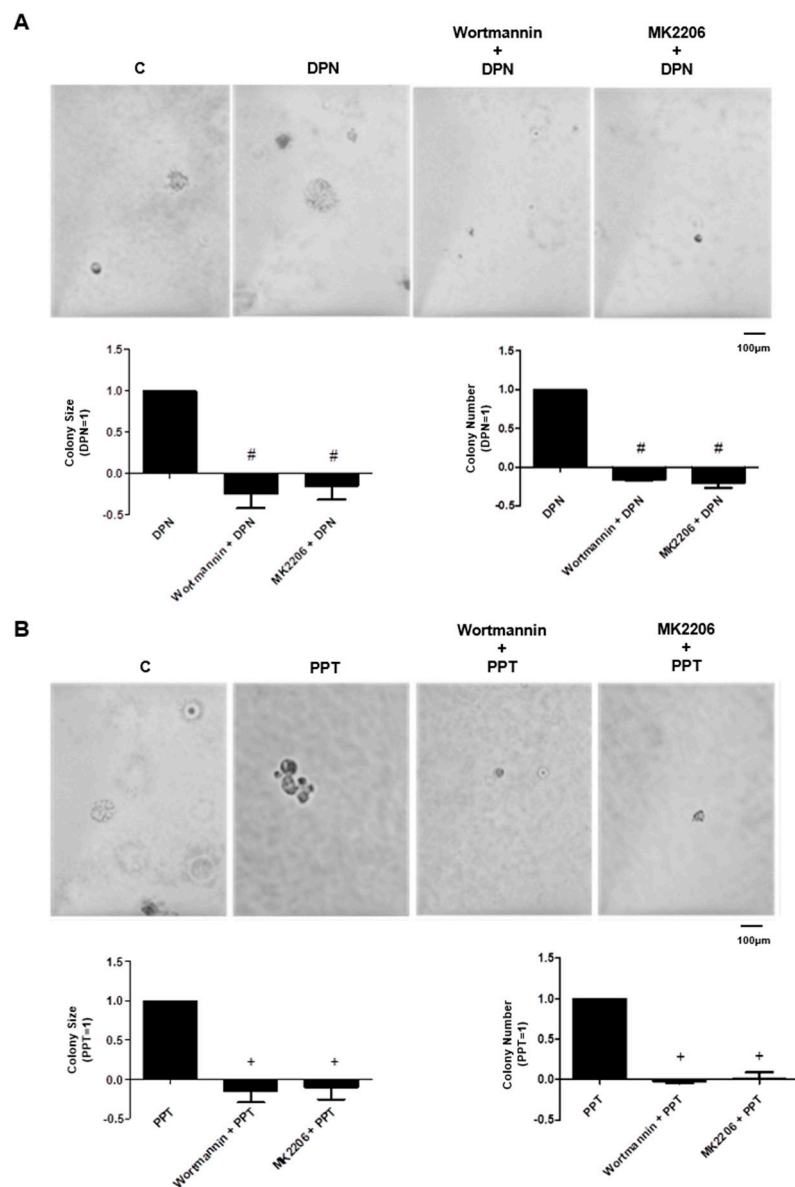 A
C
DPN
Wortmannin
+
DPN
MK2206
+
DPN
100µm
Colony Size
(DPN=1)
1.5
1.0
0.5
0.0
-0.5
#
#
DPN
Wortmannin + DPN
MK2206 + DPN
Colony Number
(DPN=1)
1.5
1.0
0.5
0.0
-0.5
#
#
DPN
Wortmannin + DPN
MK2206 + DPN
B
C
PPT
Wortmannin
+
PPT
MK2206
+
PPT
100µm
Colony Size
(PPT=1)
1.5
1.0
0.5
0.0
-0.5
+
+
PPT
Wortmannin + PPT
MK2206 + PPT
Colony Number
(PPT=1)
1.5
1.0
0.5
0.0
-0.5
+
+
PPT
Wortmannin + PPT
MK2206 + PPT